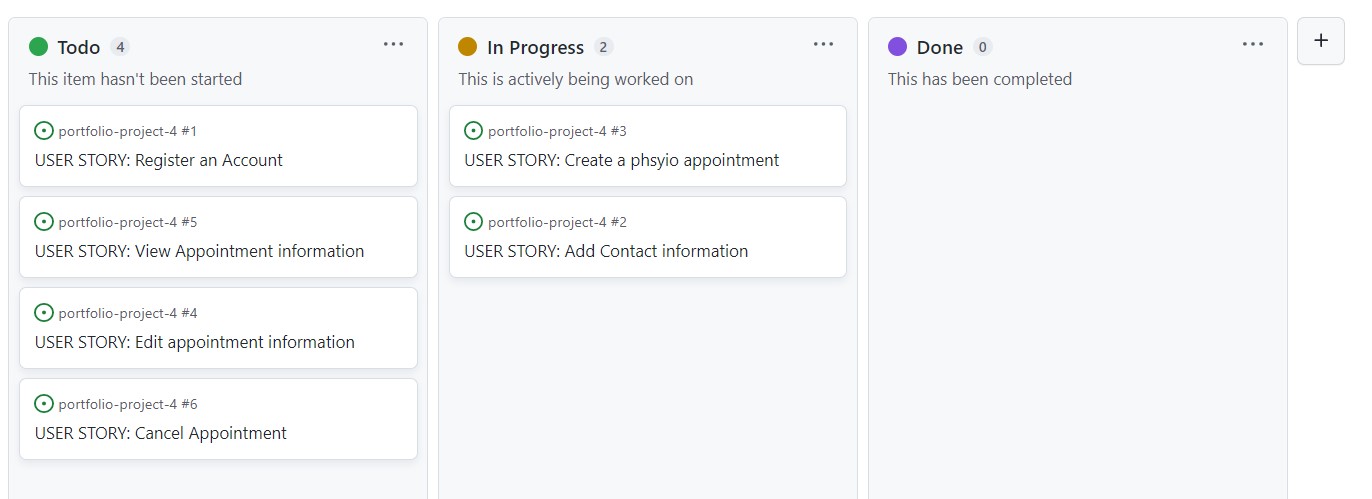 Todo 4
This item hasn't been started
portfolio-project-4 #1
USER STORY: Register an Account
portfolio-project-4 #5
USER STORY: View Appointment information
portfolio-project-4 #4
USER STORY: Edit appointment information
portfolio-project-4 #6
USER STORY: Cancel Appointment
In Progress 2
This is actively being worked on
portfolio-project-4 #3
USER STORY: Create a phsyio appointment
portfolio-project-4 #2
USER STORY: Add Contact information
Done 0
This has been completed